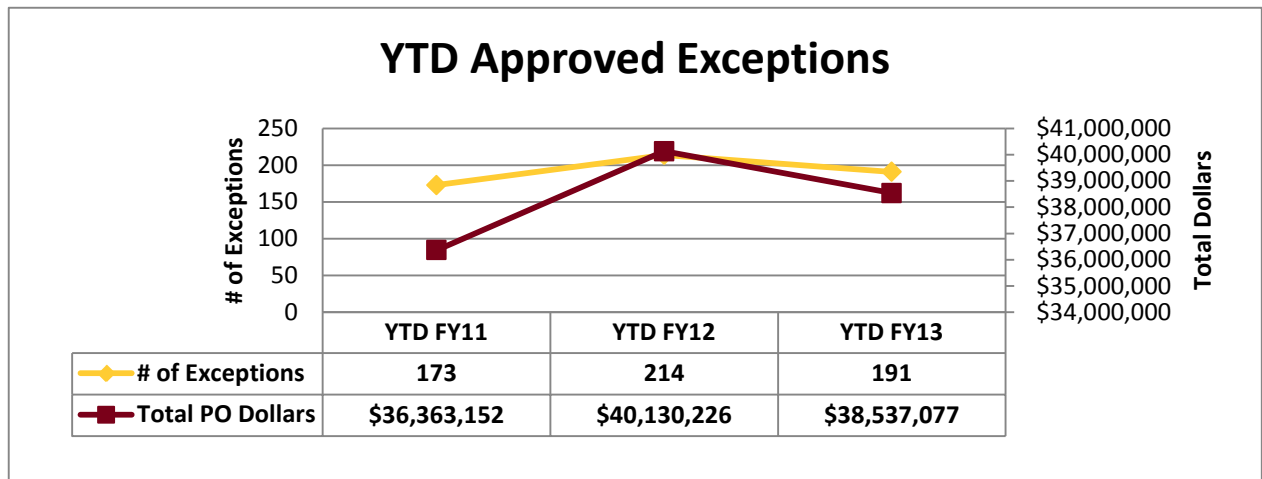 YTD Approved Exceptions
# of Exceptions
250
200
150
100
50
0
$41,000,000
$40,000,000
$39,000,000
$38,000,000
$37,000,000
$36,000,000
$35,000,000
$34,000,000
Total Dollars
YTD FY11 YTD FY12 YTD FY13
# of Exceptions 173 214 191
Total PO Dollars $36,363,152 $40,130,226 $38,537,077